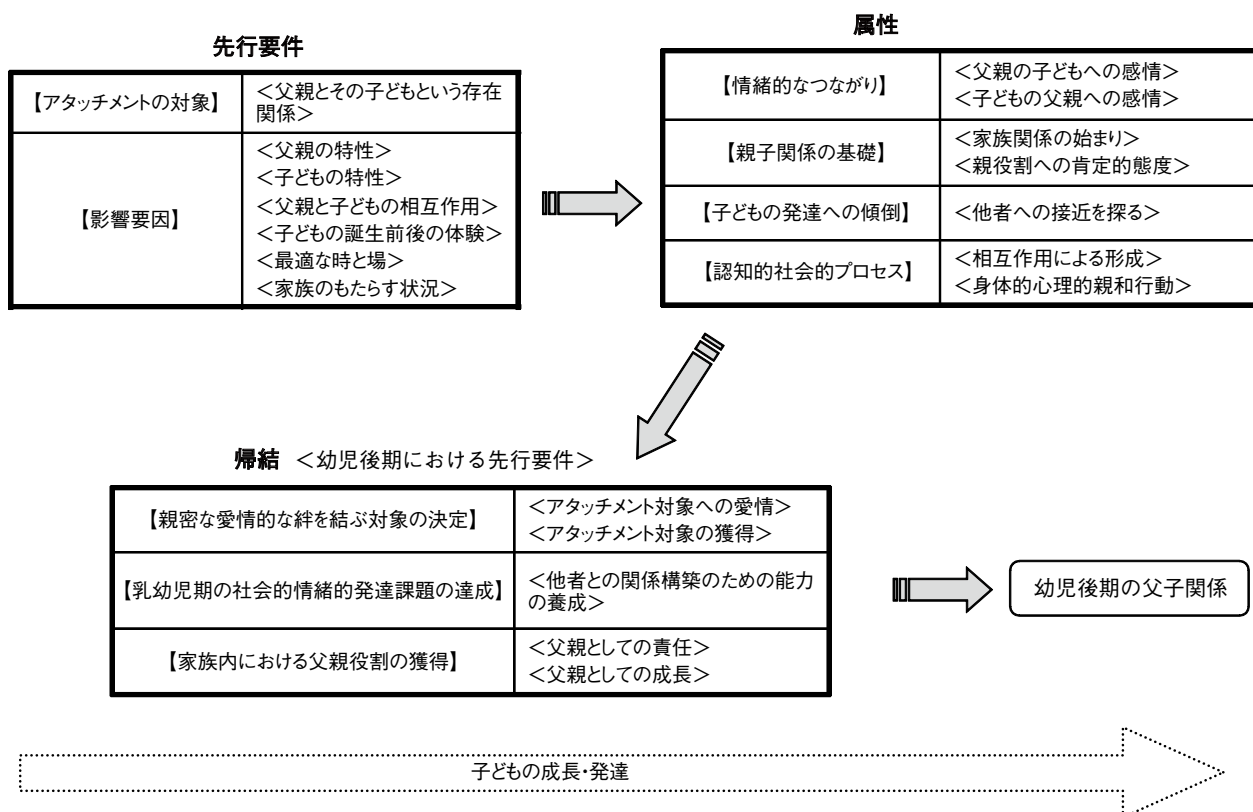 先行要件
【アタッチメントの対象】
＜父親とその子どもという存在
関係＞
【影響要因】
＜父親の特性＞
＜子どもの特性＞
＜父親と子どもの相互作用＞
＜子どもの誕生前後の体験＞
＜最適な時と場＞
＜家族のもたらす状況＞
属性
【情緒的なつながり】
＜父親の子どもへの感情＞
＜子どもの父親への感情＞
【親子関係の基礎】
＜家族関係の始まり＞
＜親役割への肯定的態度＞
【子どもの発達への傾倒】
＜他者への接近を探る＞
【認知的社会的プロセス】
＜相互作用による形成＞
＜身体的心理的親和行動＞
帰結 ＜幼児後期における先行要件＞
【親密な愛情的な絆を結ぶ対象の決定】
＜アタッチメント対象への愛情＞
＜アタッチメント対象の獲得＞
【乳幼児期の社会的情緒的発達課題の達成】
＜他者との関係構築のための能力
の養成＞
【家族内における父親役割の獲得】
＜父親としての責任＞
＜父親としての成長＞
幼児後期の父子関係
子どもの成長・発達